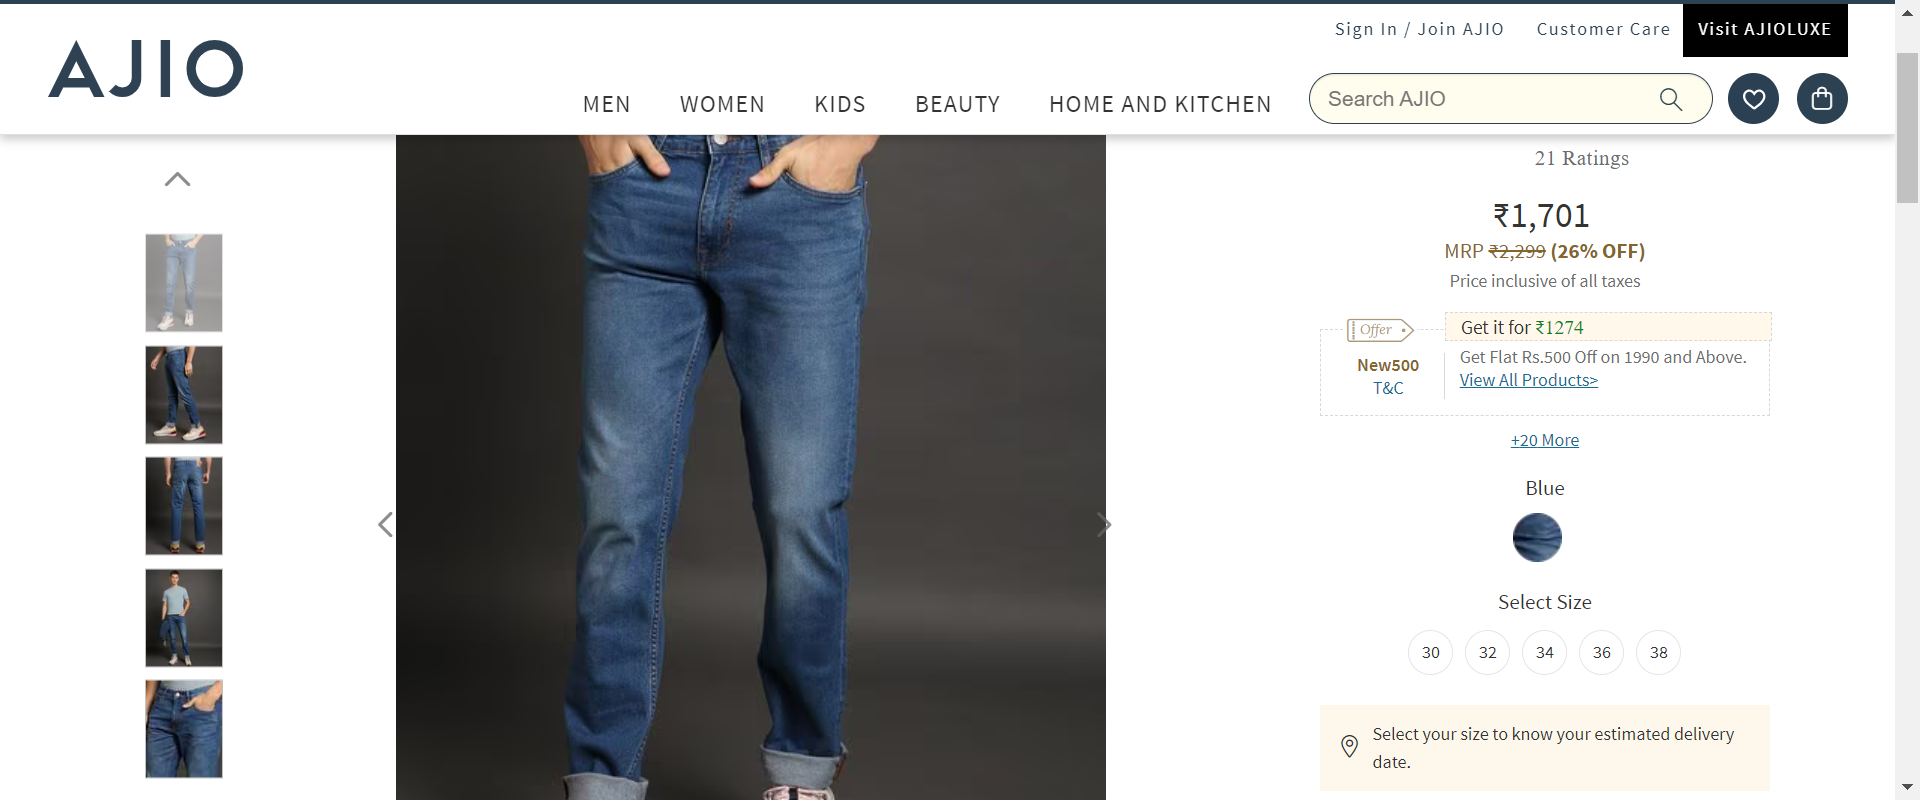 Sign In / Join AJIO
Customer Care
Visit AJIOLUXE
AJIO
MEN
WOMEN
KIDS
BEAUTY
HOME AND KITCHEN
Search AJIO
21 Ratings
₹1,701
MRP ₹2,299 (26% OFF)
Price inclusive of all taxes
Offer
Get it for ₹1274
New500
T&C
Get Flat Rs.500 Off on 1990 and Above.
View All Products>
+20 More
Blue
Select Size
30 32 34 36 38
Select your size to know your estimated delivery
date.